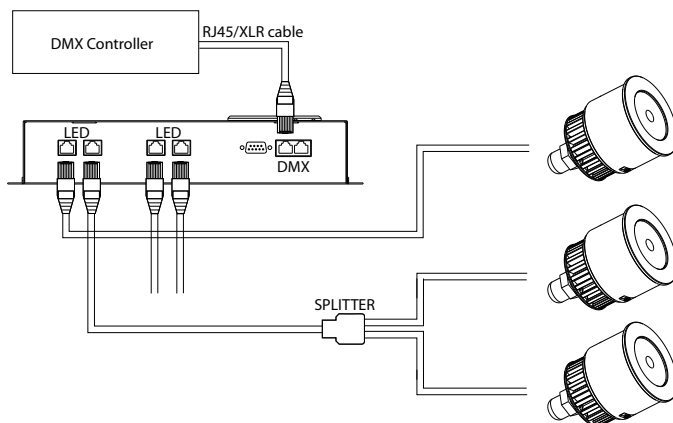 RJ45/XLR cable
DMX Controller
LED
LED
DMX
SPLITTER